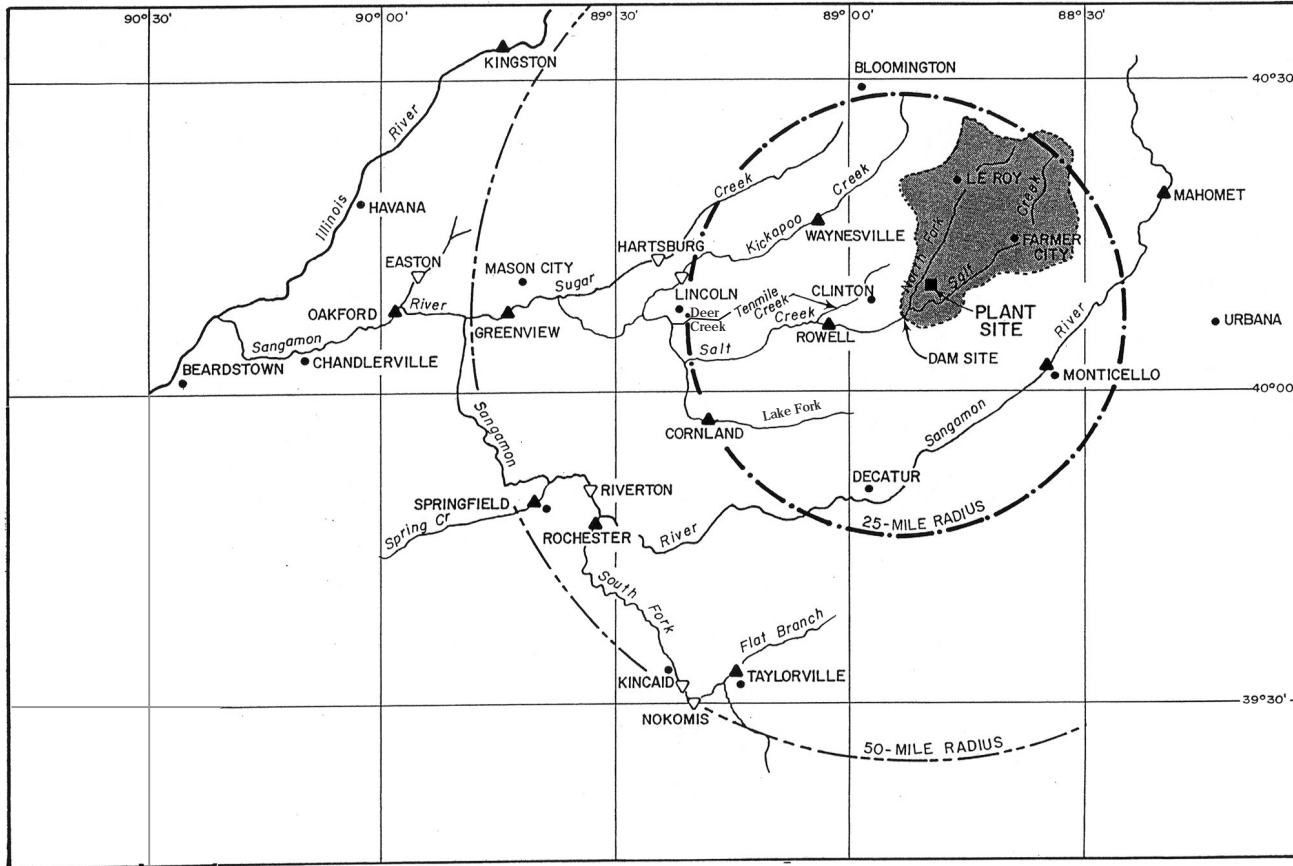 90°30'
90°00'
89°30'
89°00'
88°30'
KINGSTON
BLOOMINGTON
40°30'
River
Illinois
HAVANA
Creek
Creek
Kickapoo
LE ROY
Creek
MAHOMET
WAYNESVILLE
HARTSBURG
North Fork
FARMER
CITY
EASTON
MASON CITY
Sugar
Salt
LINCOLN
CLINTON
OAKFORD
River
Deer
Creek
Tenmile
Creek
PLANT
SITE
River
GREENVIEW
Creek
ROWELL
URBANA
Sangamon
Salt
DAM SITE
BEARDSTOWN
CHANDLERVILLE
MONTICELLO
40°00'
Lake Fork
Sangamon
CORNLAND
Sangamon
DECATUR
RIVERTON
SPRINGFIELD
25-MILE RADIUS
Spring Cr
ROCHESTER
River
South
Fork
Flat Branch
KINCAID
TAYLORVILLE
39°30'
NOKOMIS
50-MILE RADIUS